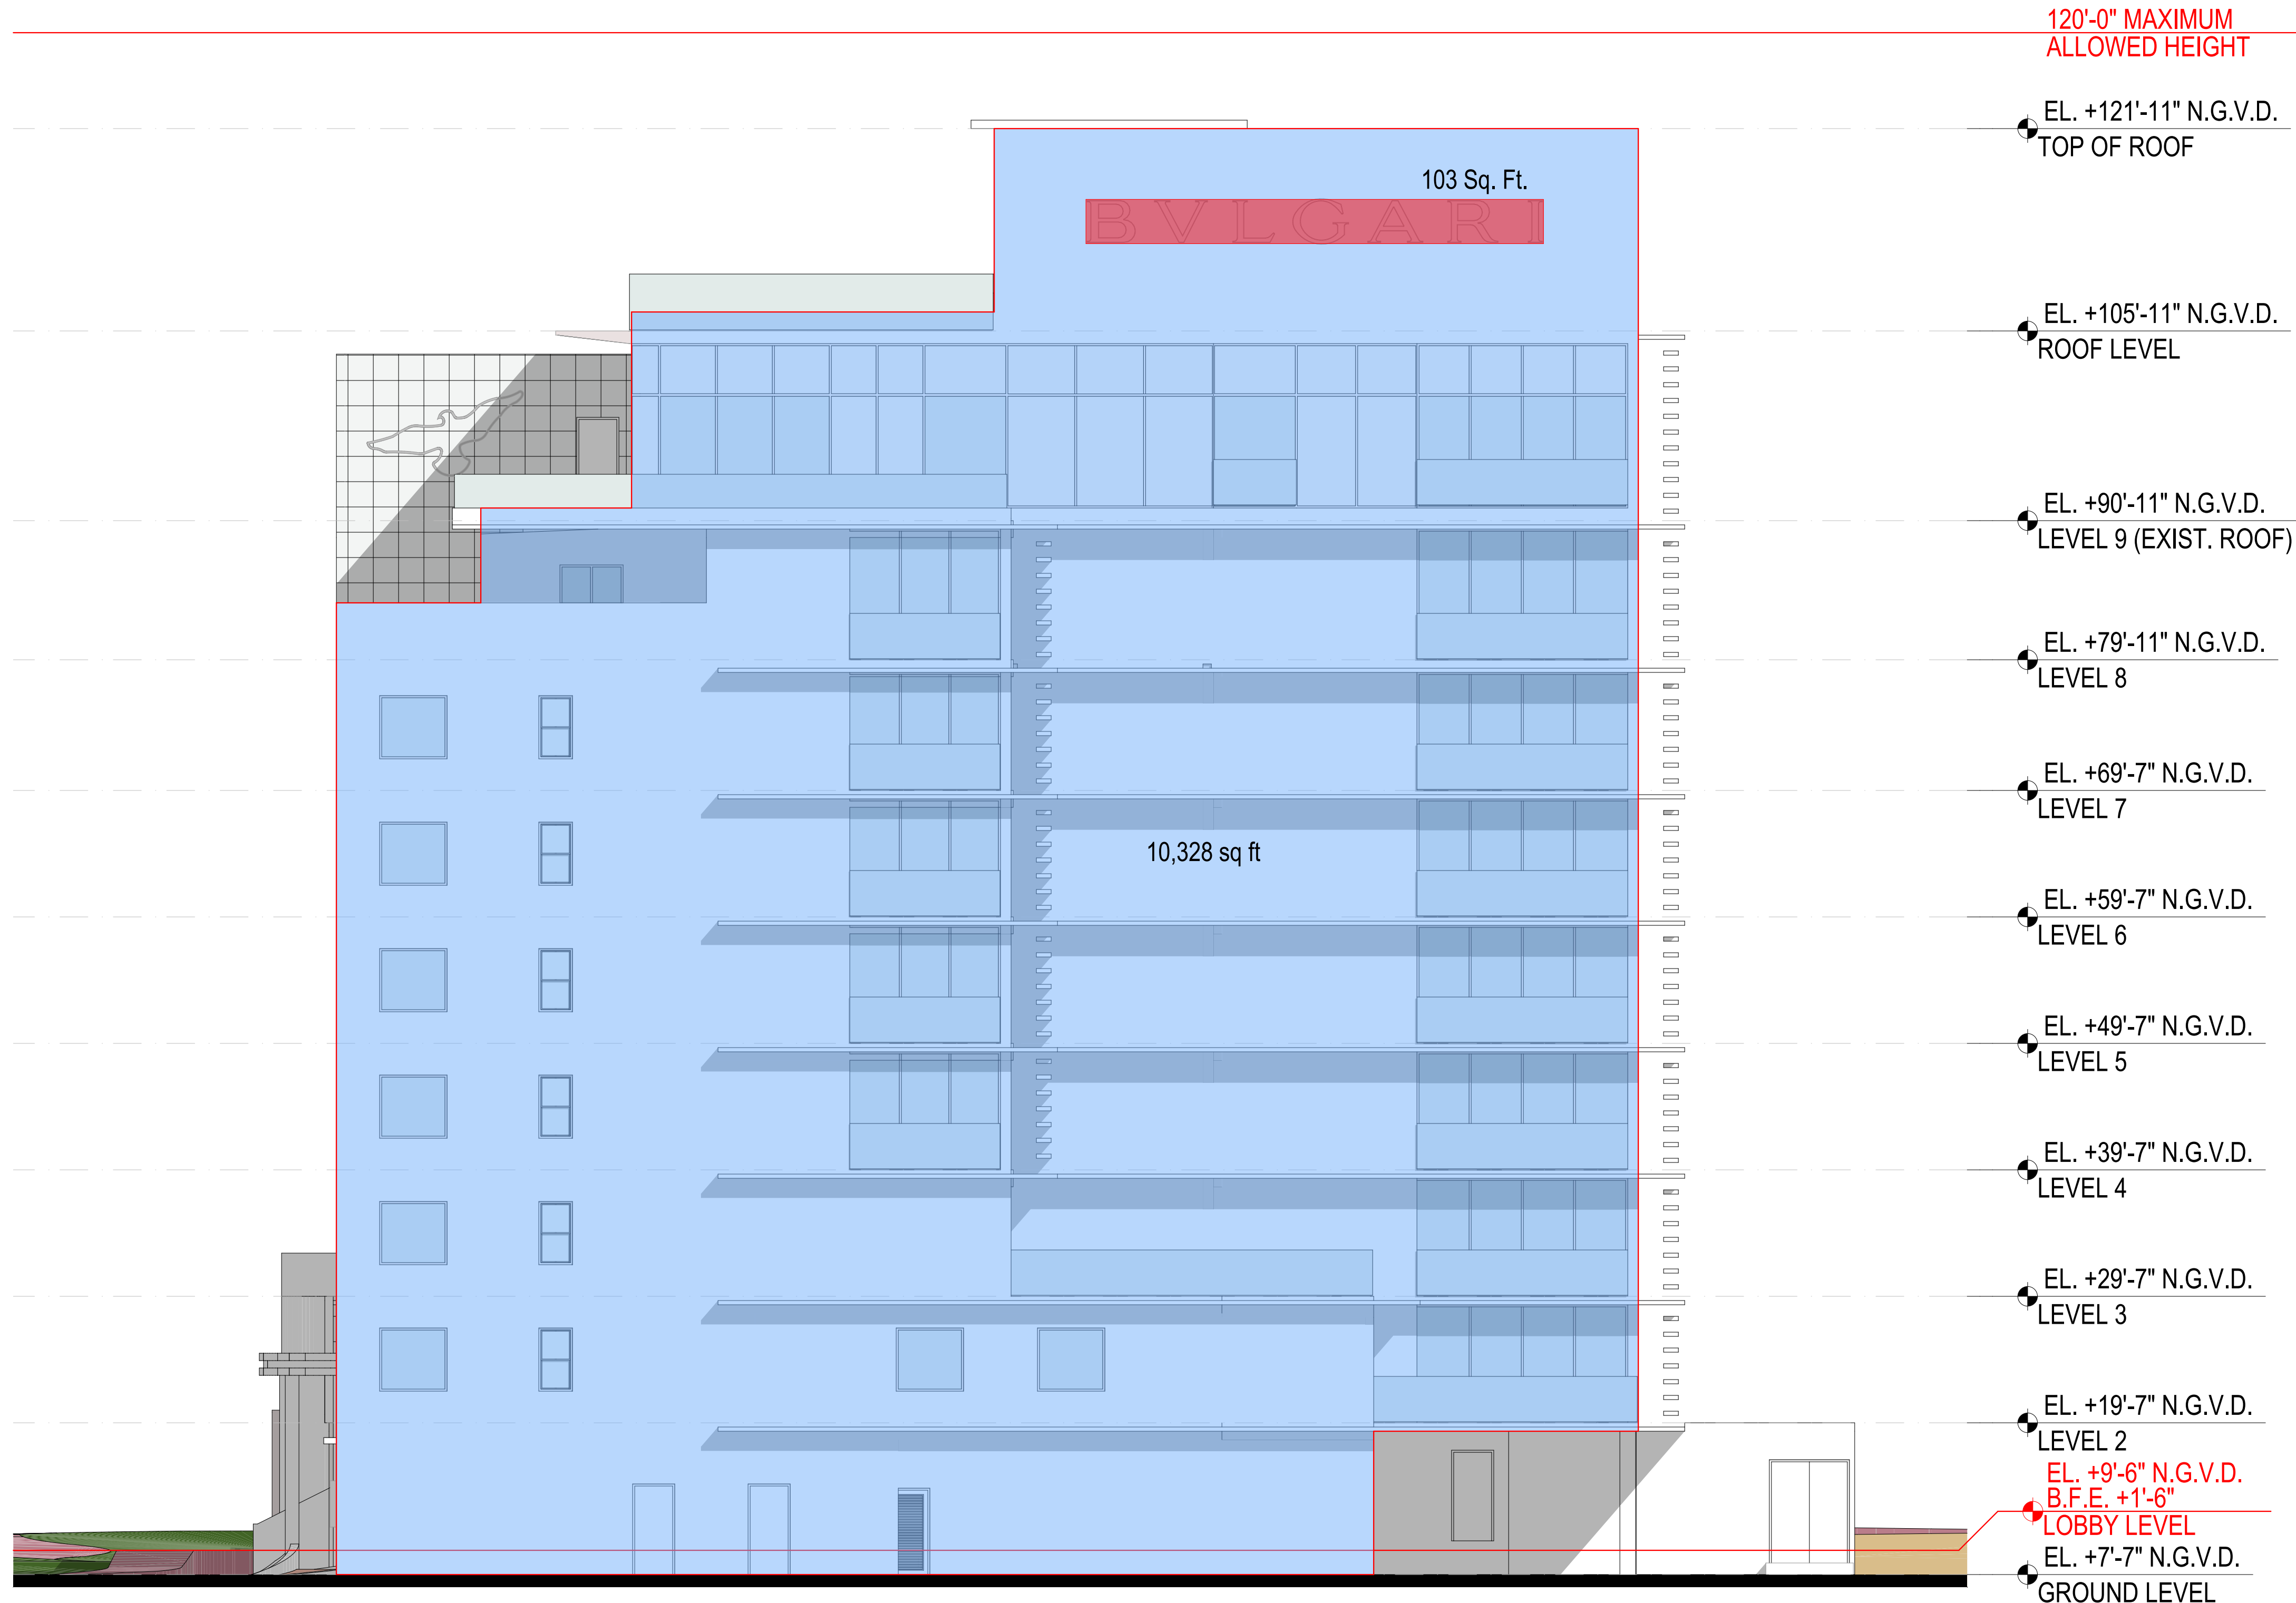 120'-0" MAXIMUM
ALLOWED HEIGHT
EL. +121'-11" N.G.V.D.
TOP OF ROOF
103 Sq. Ft.
BVLGARI
EL. +105'-11" N.G.V.D.
ROOF LEVEL
EL. +90'-11" N.G.V.D.
LEVEL 9 (EXIST. ROOF)
EL. +79'-11" N.G.V.D.
LEVEL 8
EL. +69'-7" N.G.V.D.
LEVEL 7
10,328 sq ft
EL. +59'-7" N.G.V.D.
LEVEL 6
EL. +49'-7" N.G.V.D.
LEVEL 5
EL. +39'-7" N.G.V.D.
LEVEL 4
EL. +29'-7" N.G.V.D.
LEVEL 3
EL. +19'-7" N.G.V.D.
LEVEL 2
EL. +9'-6" N.G.V.D.
B.F.E. +1'-6"
LOBBY LEVEL
EL. +7'-7" N.G.V.D.
GROUND LEVEL